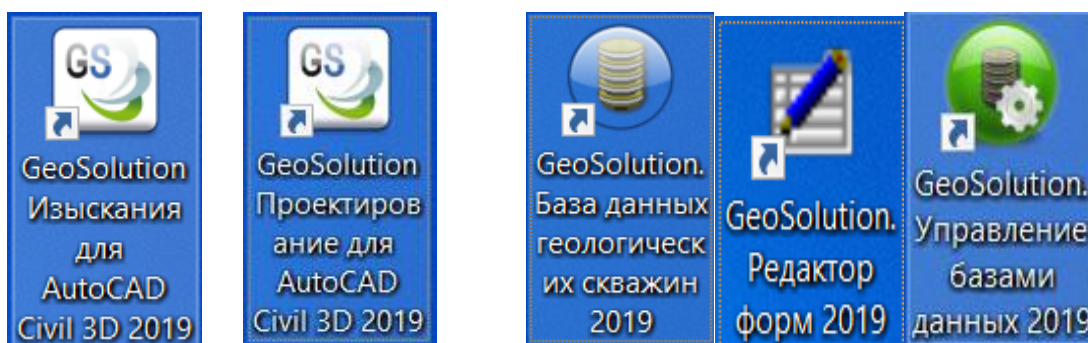 GS
GeoSolution
Изыскания
для
AutoCAD
Civil 3D 2019
GS
GeoSolution
Проектиров
ание для
AutoCAD
Civil 3D 2019
GeoSolution.
База данных
геологическ
их скважин
2019
GeoSolution.
Редактор
форм 2019
GeoSolution.
Управление
базами
данных 2019